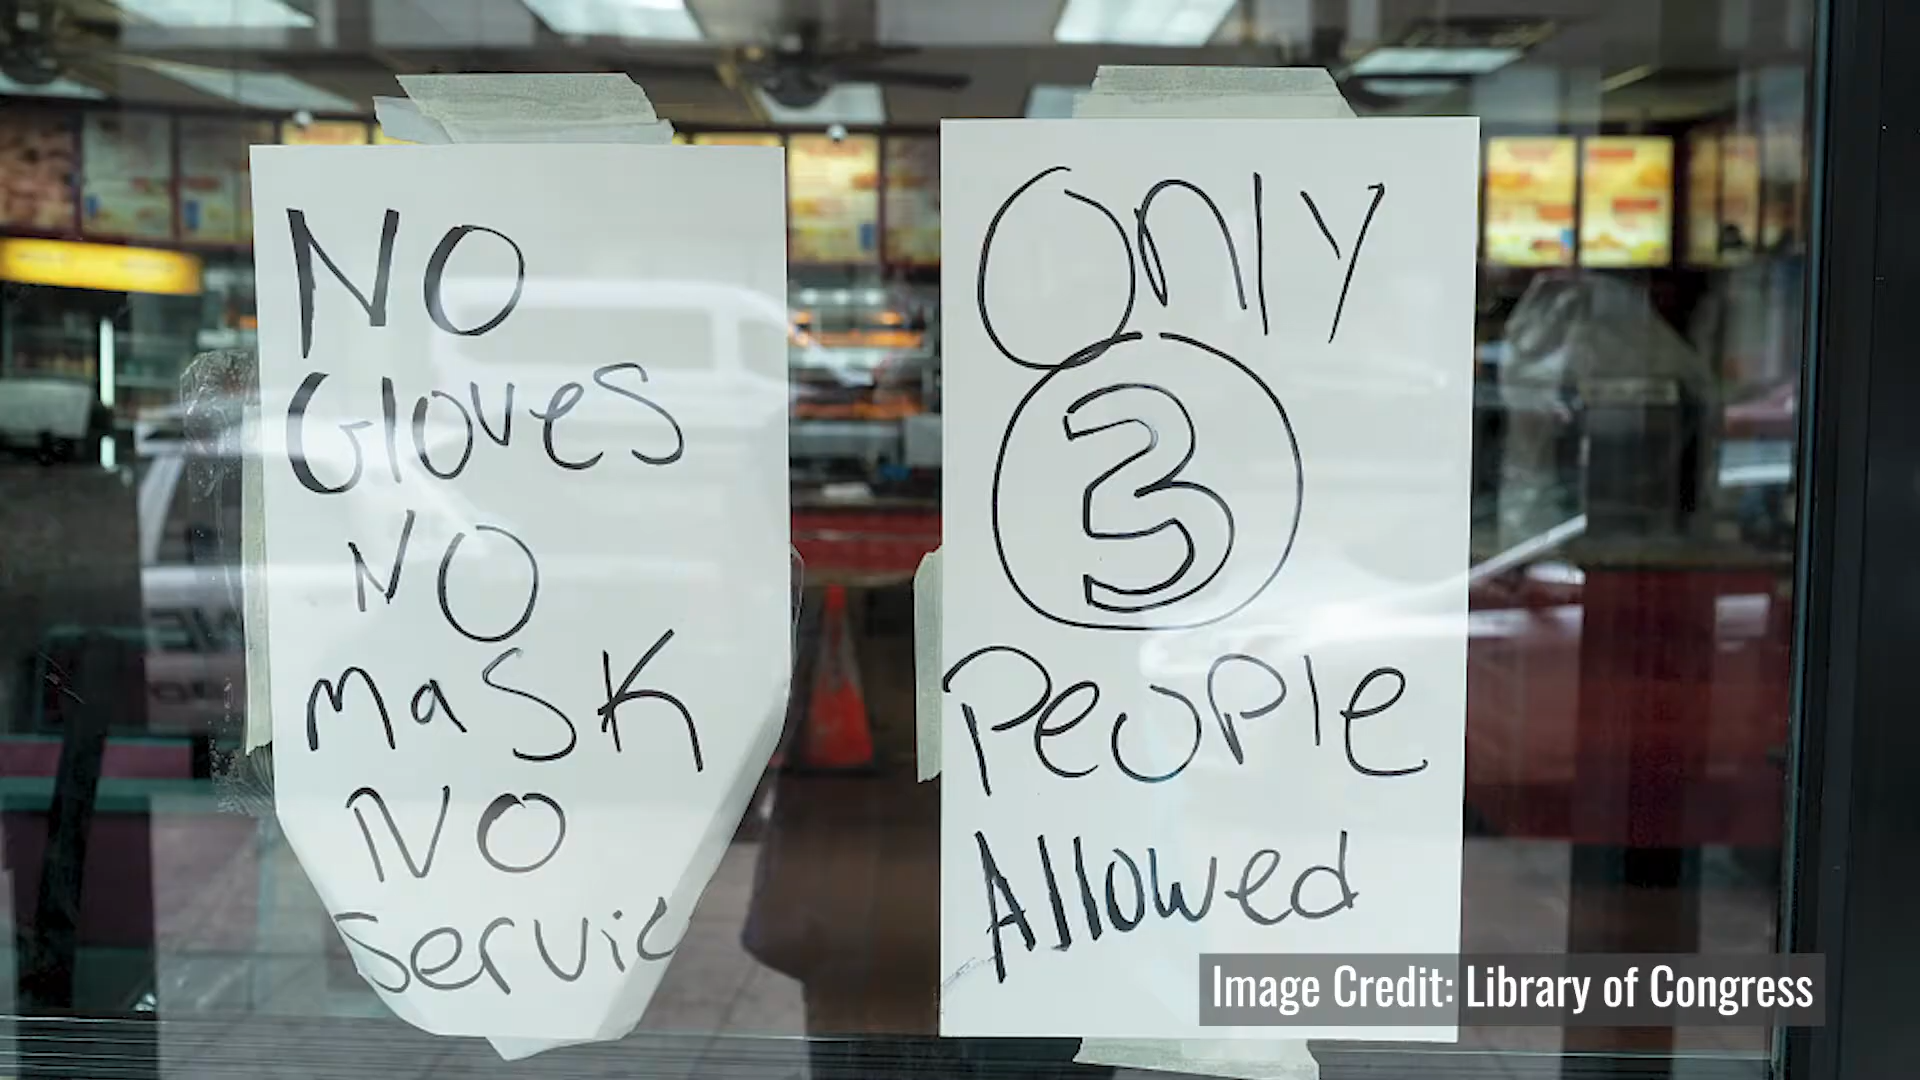 NO
Gloves
NO
MaSK
NO
Servic
Only
3
People
Allowed
Image Credit: Library of Congress